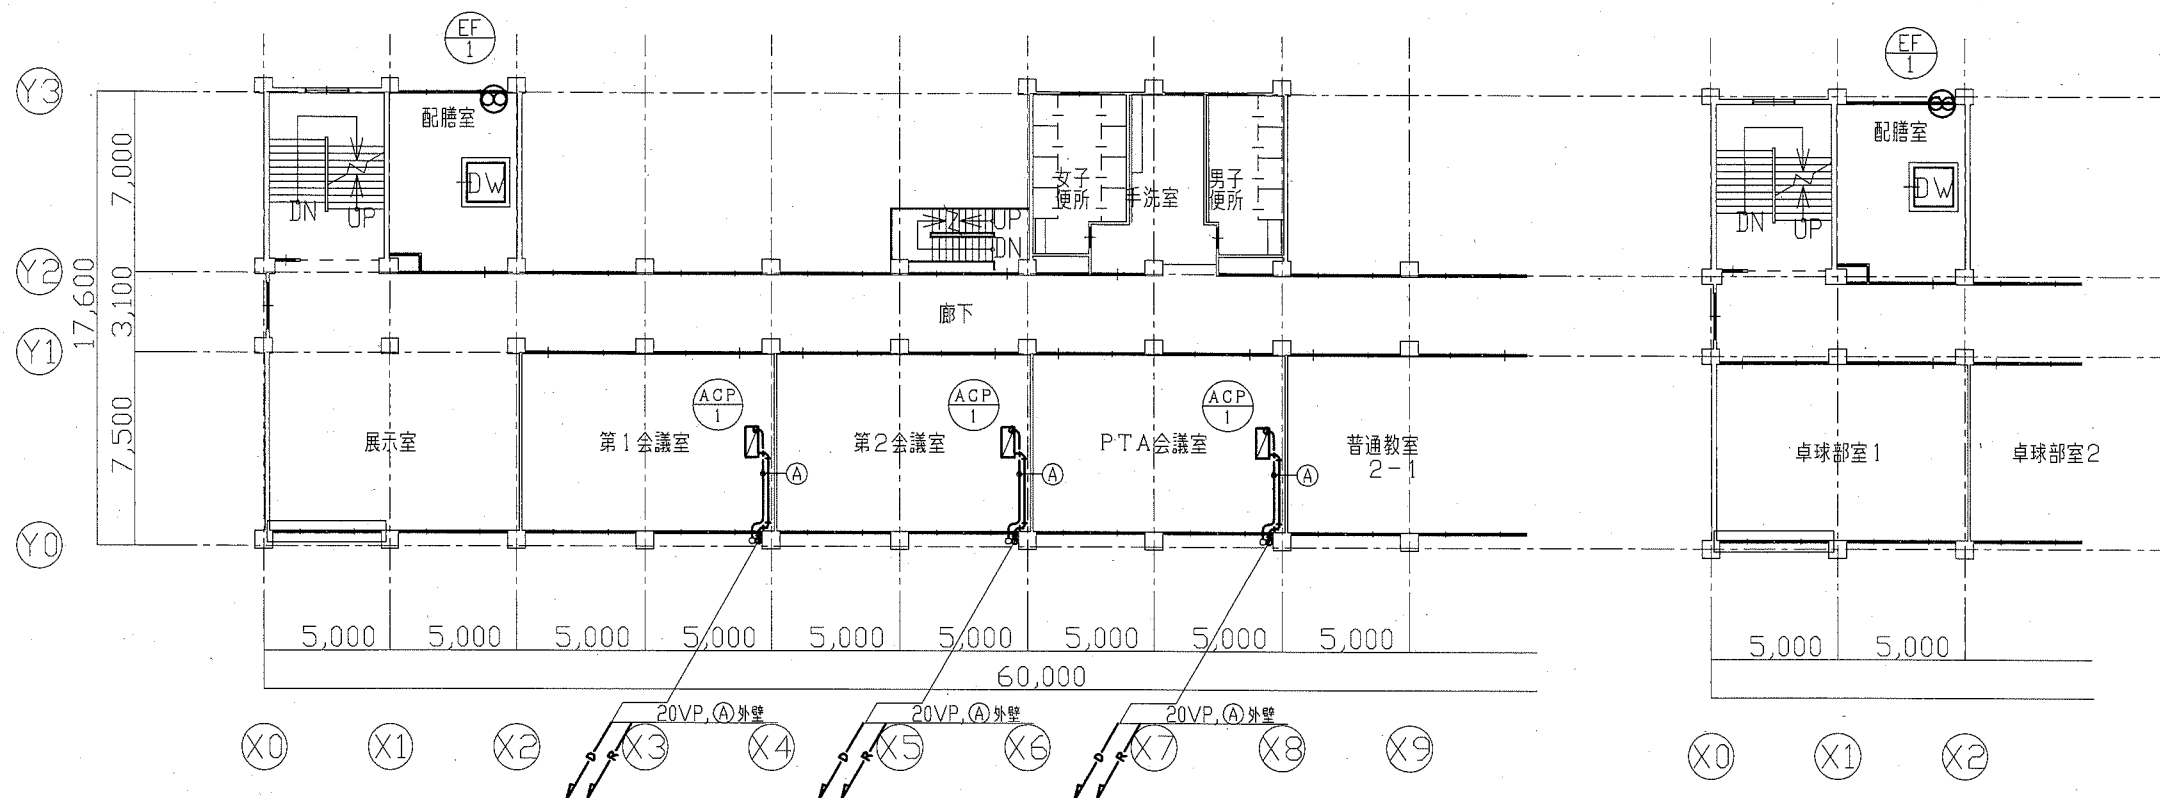 EF
1
EF
1
Y3
配膳室
配膳室
7,000
DW
女子
便所
手洗室
男子
便所
DW
DN
UP
UP
DN
DN
UP
Y2
17,600
3,100
廊下
Y1
ACP
1
ACP
1
ACP
1
7,500
展示室
第1会議室
第2会議室
PTA会議室
普通教室
2-1
卓球部室1
卓球部室2
A
A
A
Y0
5,000
5,000
5,000
5,000
5,000
5,000
5,000
5,000
5,000
5,000
5,000
60,000
20VP,Ⓐ外壁
20VP,Ⓐ外壁
20VP,Ⓐ外壁
D
R
D
R
D
R
X0
X1
X2
X3
X4
X5
X6
X7
X8
X9
X0
X1
X2